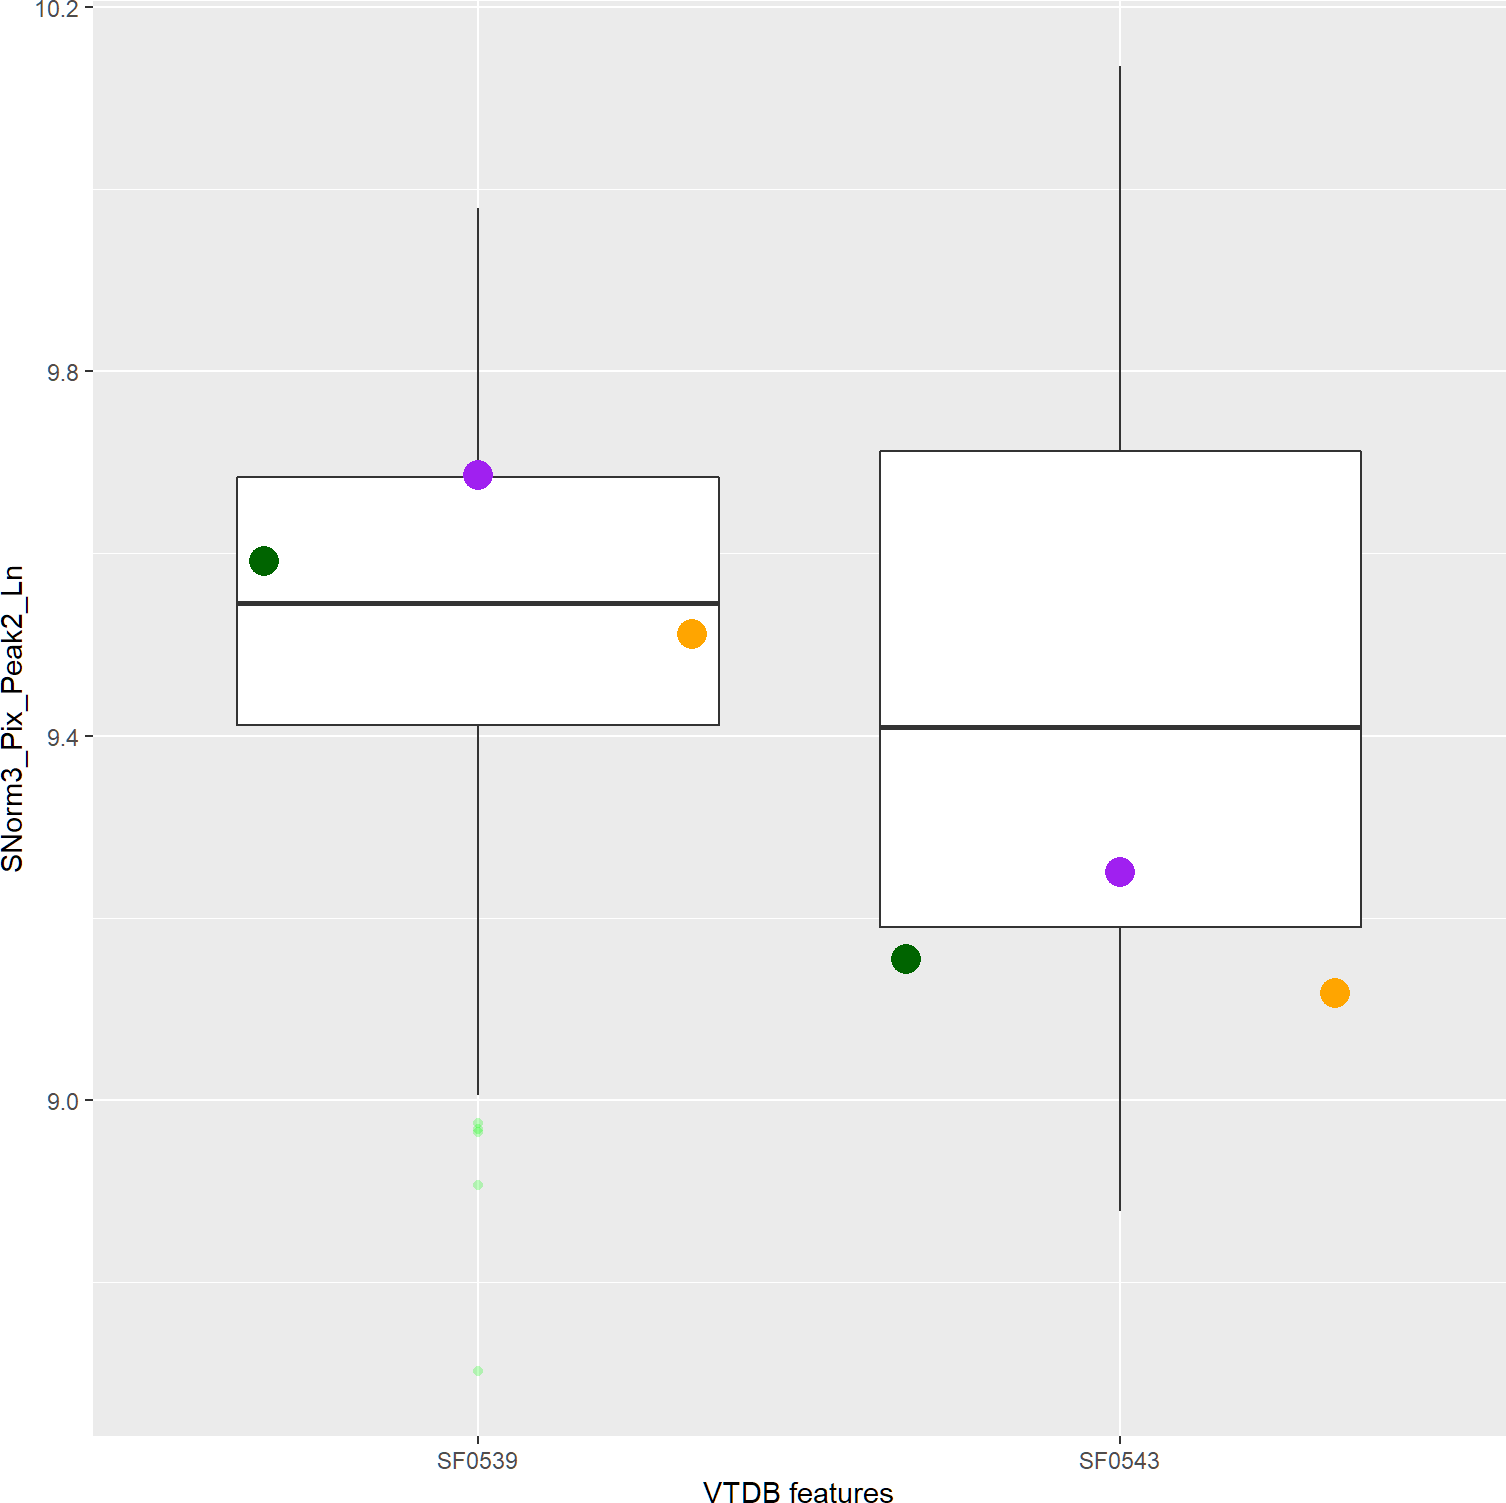 10.2
9.8
9.4
9.0
SNorm3_Pix_Peak2_Ln
SF0539
SF0543
VTDB features